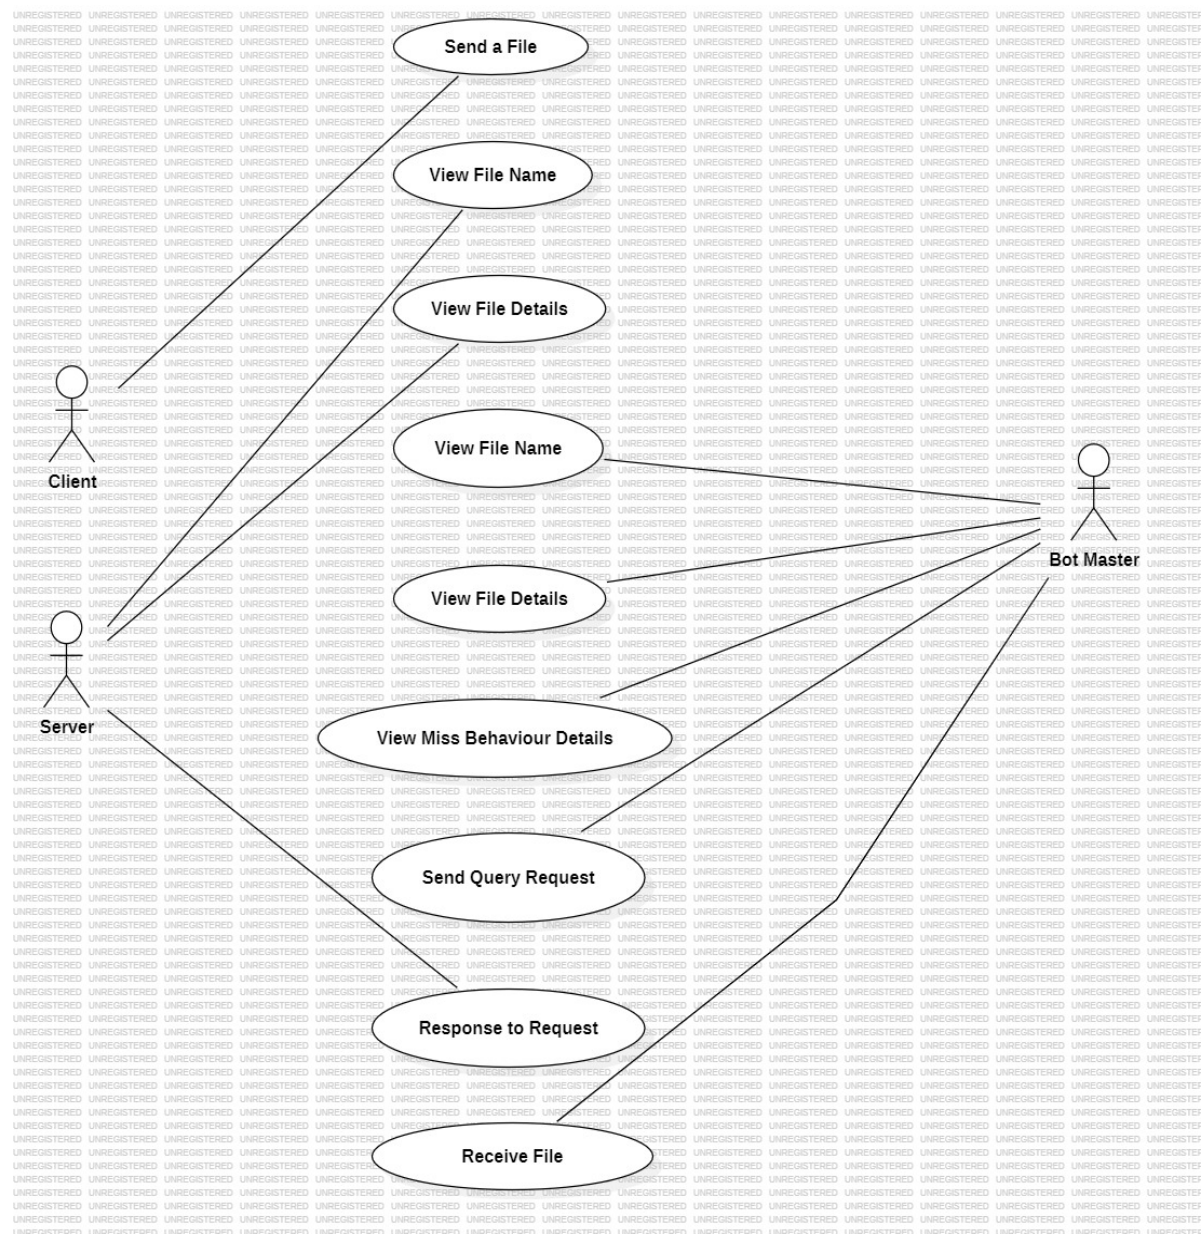 Send a File
View File Name
View File Details
View File Name
Client
View File Details
Bot Master
Server
View Miss Behaviour Details
Send Query Request
Response to Request
Receive File
UNREGISTERED